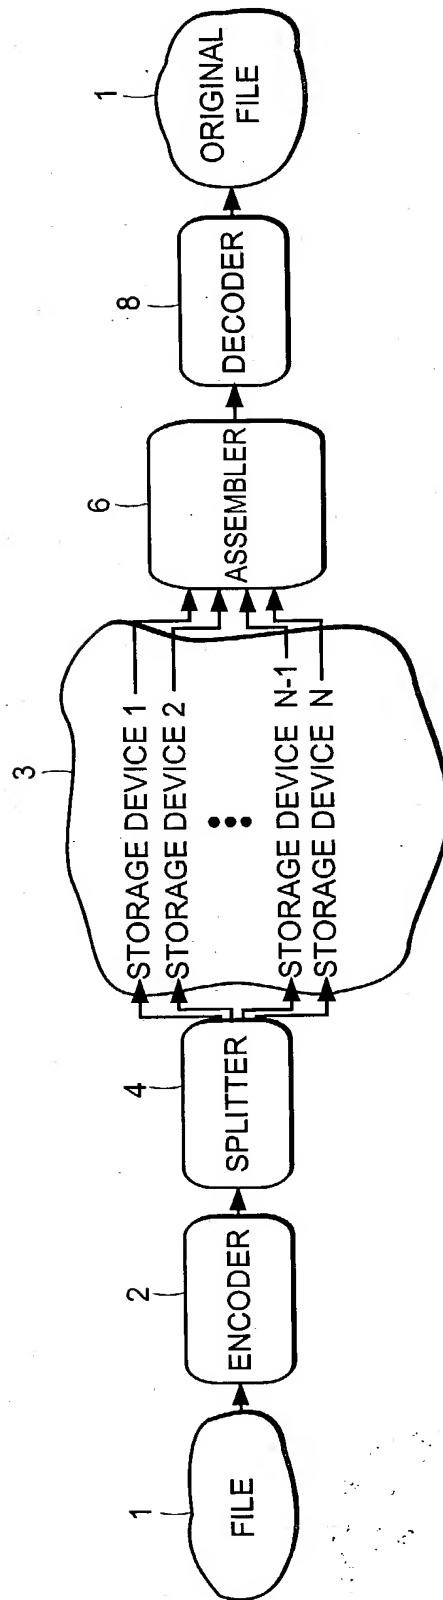 1
FILE
2
ENCODER
4
SPLITTER
3
STORAGE DEVICE 1
STORAGE DEVICE 2
•••
STORAGE DEVICE N-1
STORAGE DEVICE N
6
ASSEMBLER
8
DECODER
1
ORIGINAL
FILE